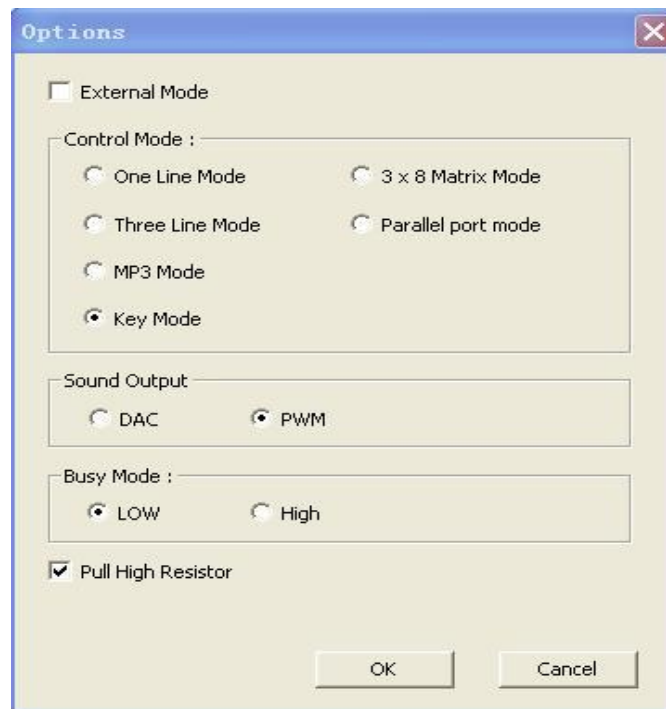 Options
External Mode
Control Mode :
One Line Mode
3 x 8 Matrix Mode
Three Line Mode
Parallel port mode
MP3 Mode
Key Mode
Sound Output
DAC
PWM
Busy Mode :
LOW
High
Pull High Resistor
OK
Cancel